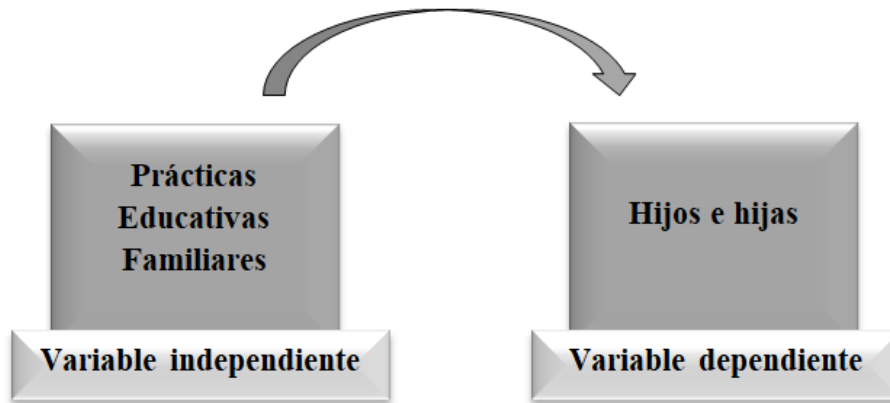 Prácticas
Educativas
Familiares
Variable independiente
Hijos e hijas
Variable dependiente